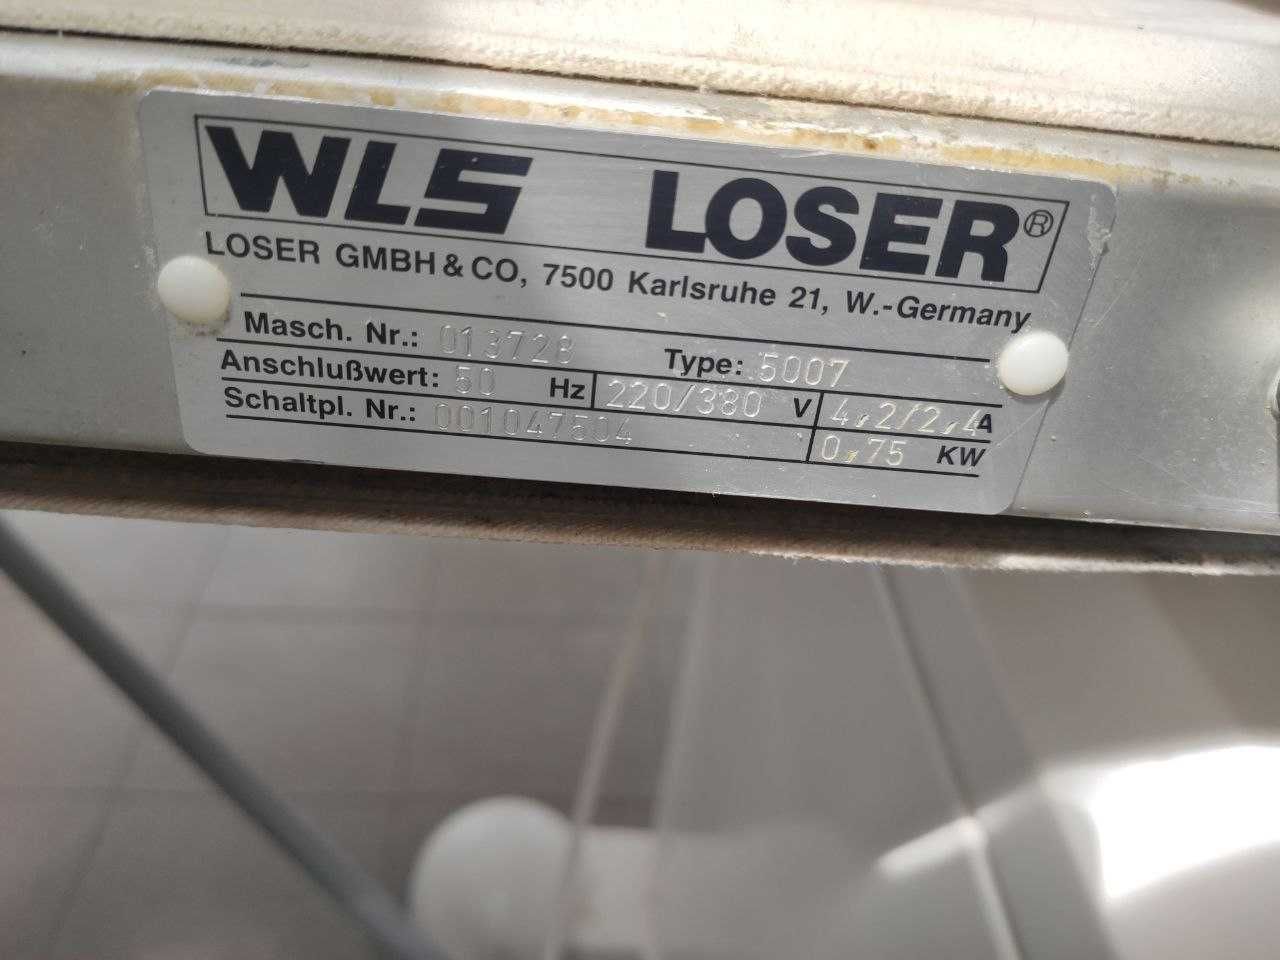 WLS LOSER®
LOSER GMBH & CO, 7500 Karlsruhe 21, W.-Germany
Masch. Nr.: 013728 Type: 5007
Anschlußwert: 50 Hz 220/380 V 4,2/2,4 A
Schaltpl. Nr.: 001047504 0,75 KW